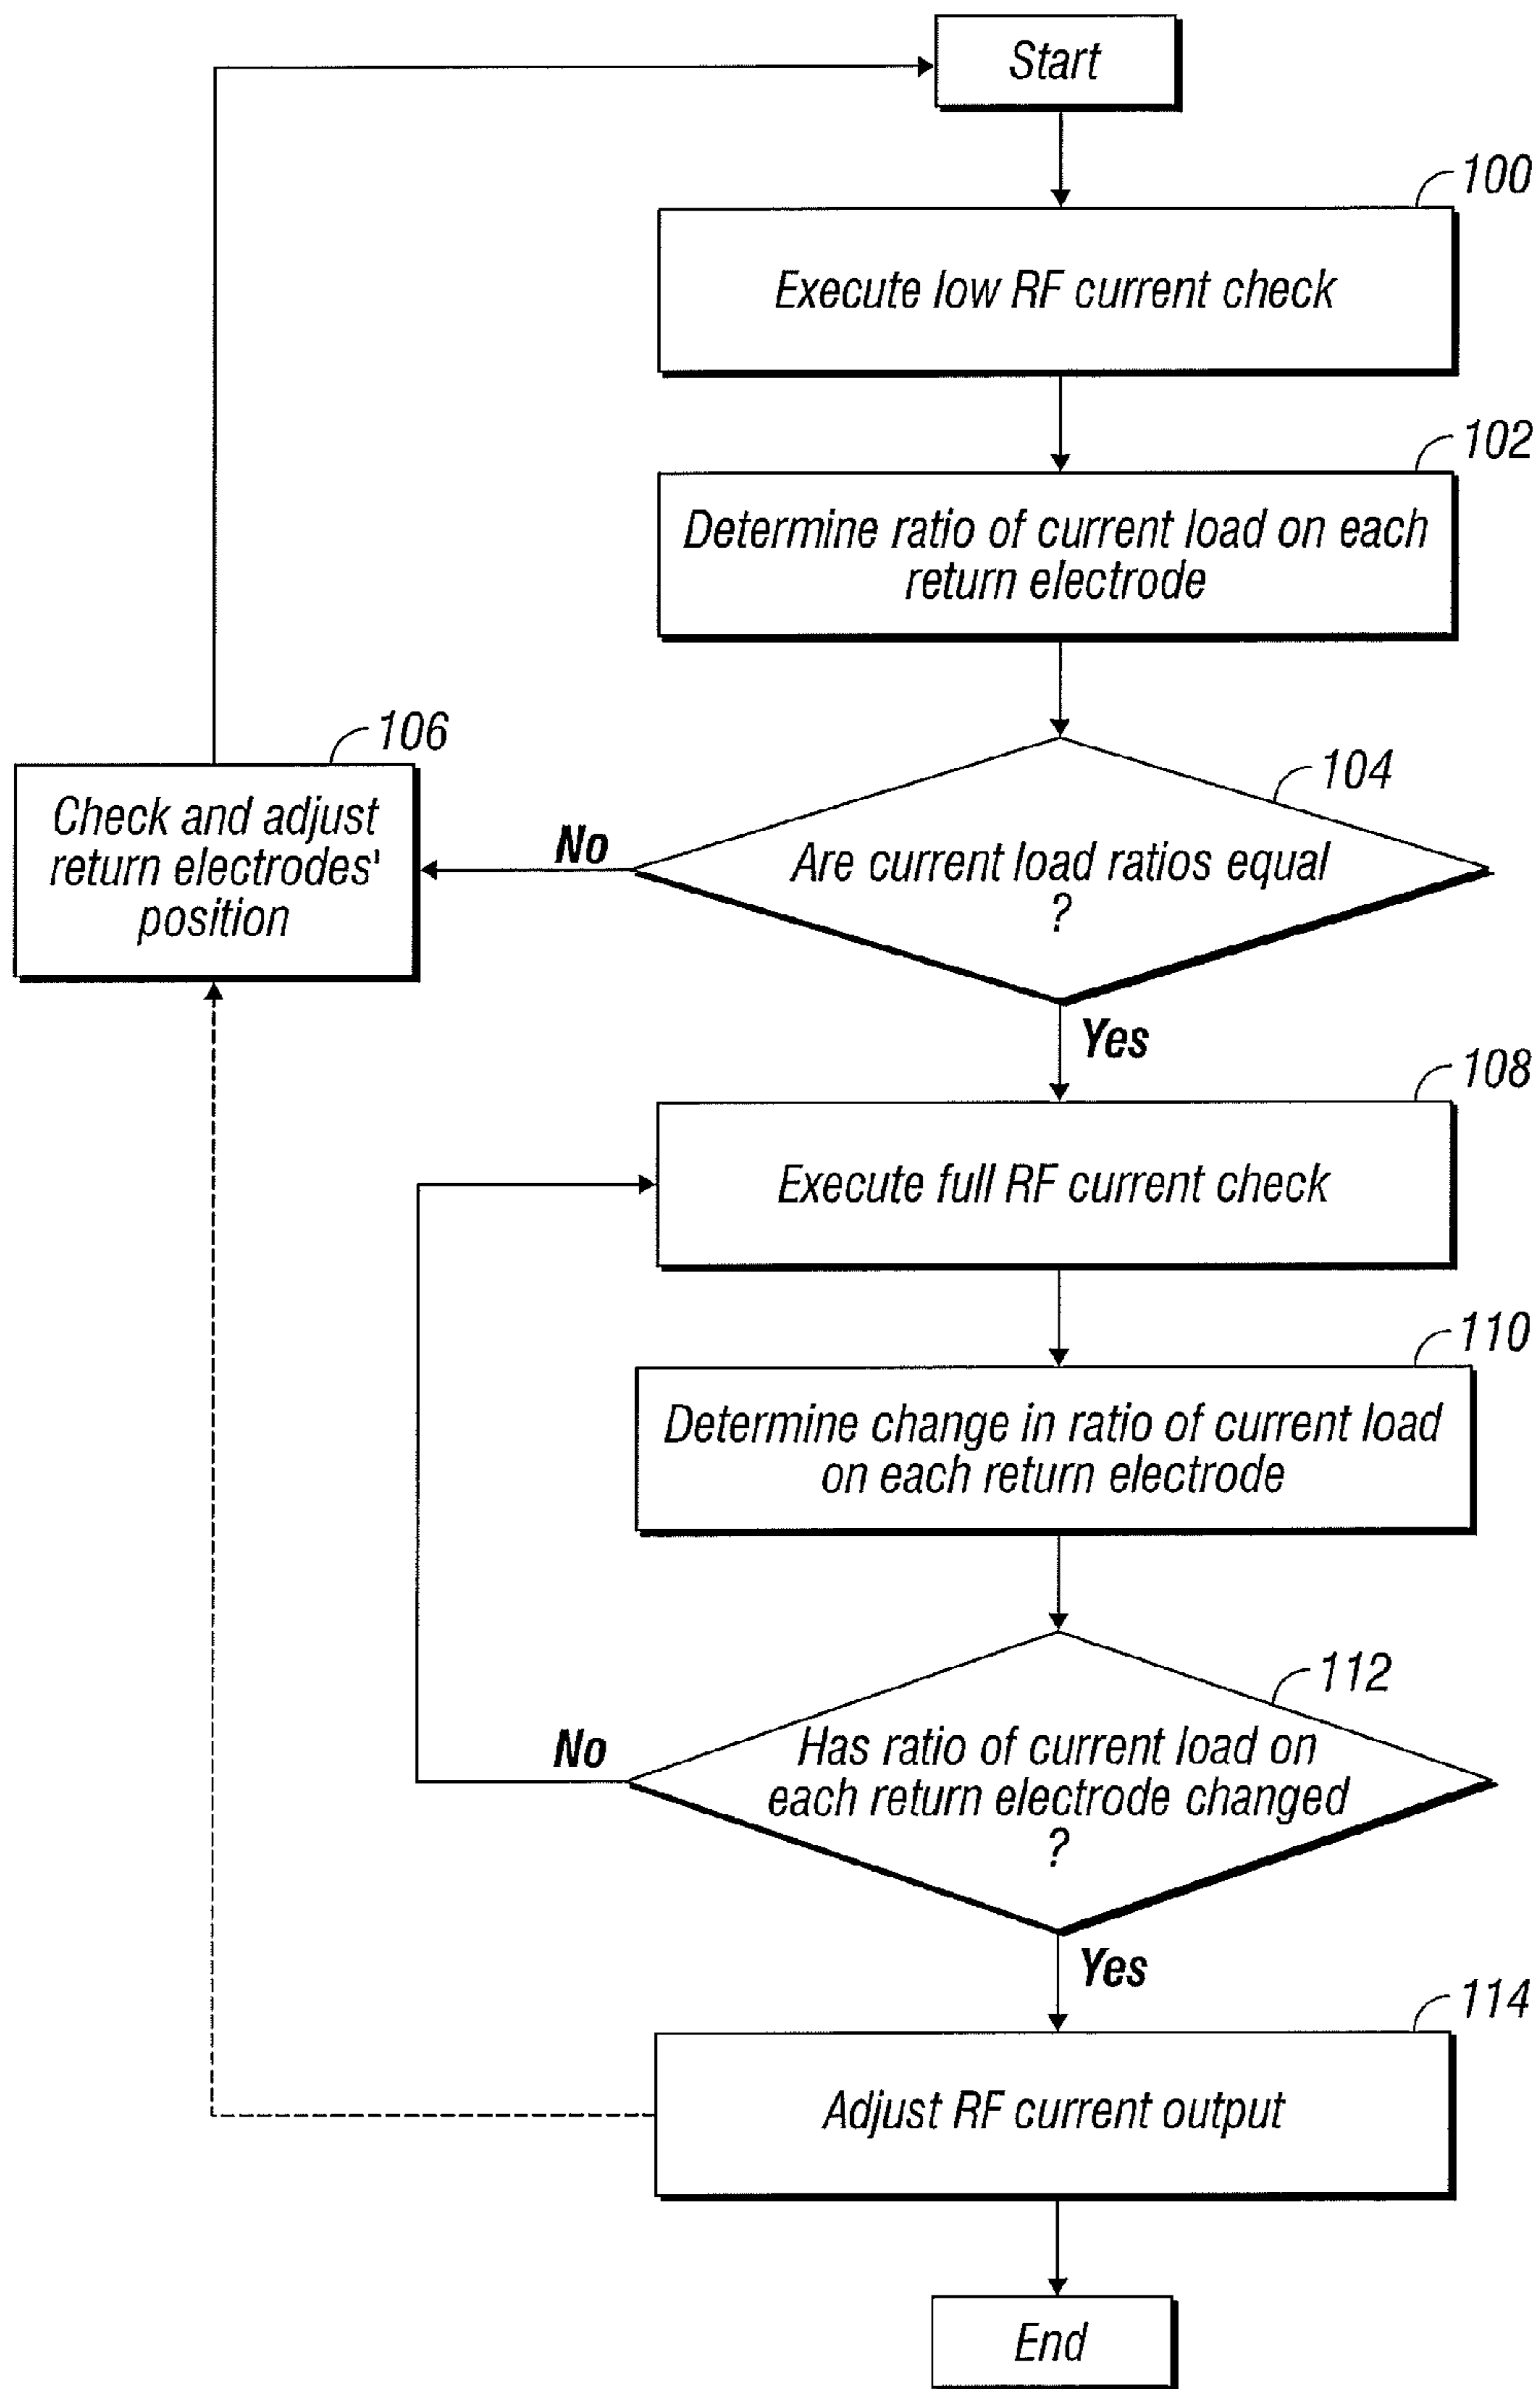 Start
100
Execute low RF current check
102
Determine ratio of current load on each
return electrode
104
Are current load ratios equal
?
No
106
Check and adjust
return electrodes'
position
Yes
108
Execute full RF current check
110
Determine change in ratio of current load
on each return electrode
112
Has ratio of current load on
each return electrode changed
?
No
Yes
114
Adjust RF current output
End